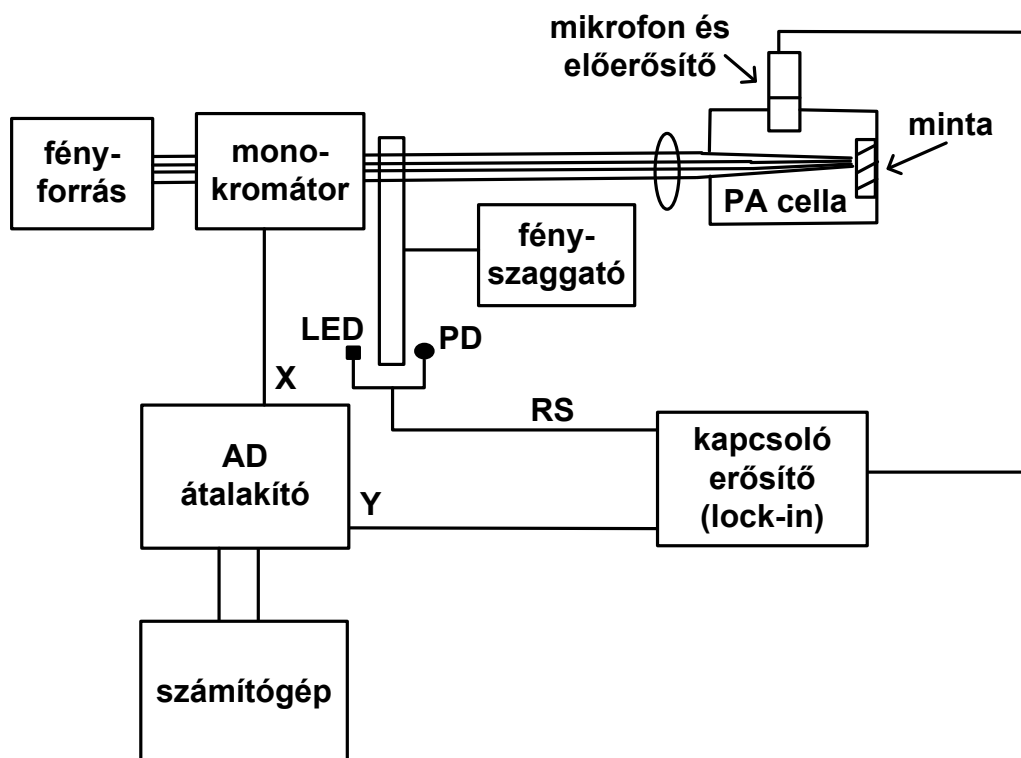 mikrofon és
előerősítő
fény-
forrás
mono-
kromátor
minta
PA cella
fény-
szaggató
LED
PD
X
RS
AD
átalakító
Y
kapcsoló
erősítő
(lock-in)
számítógép